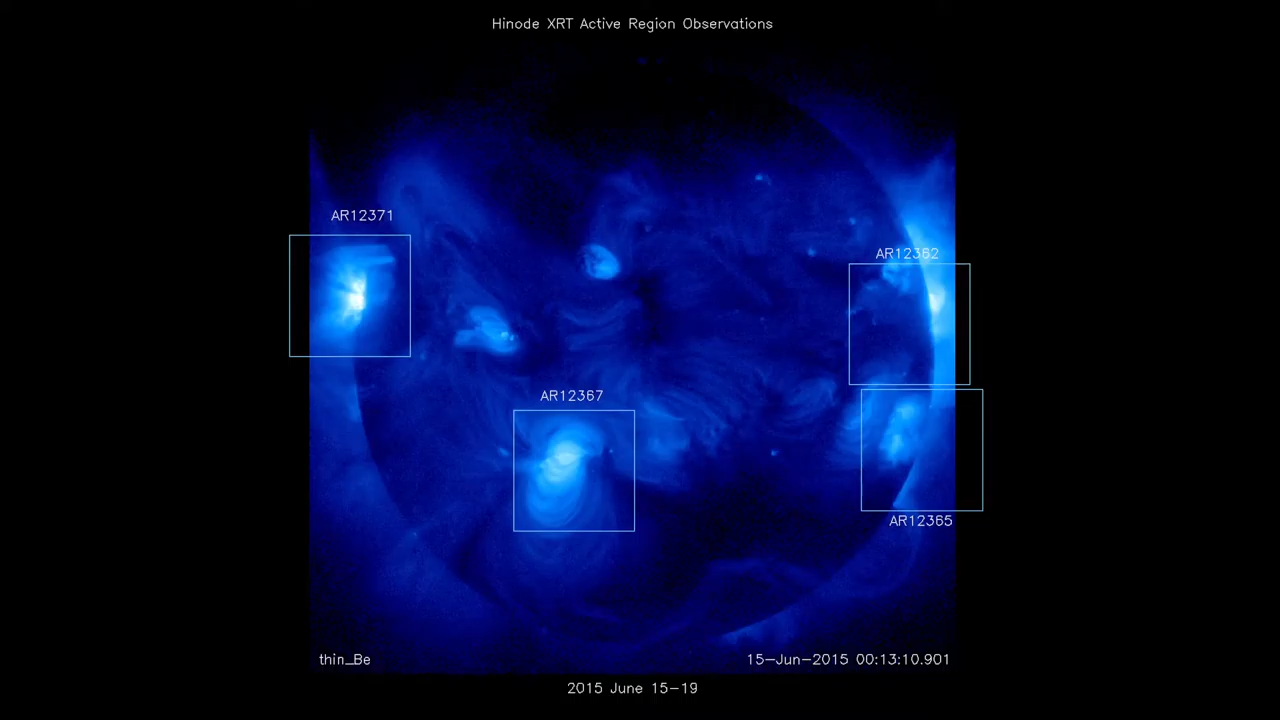 Hinode XRT Active Region Observations
AR12371
AR12362
AR12367
AR12365
thin_Be
15-Jun-2015 00:13:10.901
2015 June 15-19